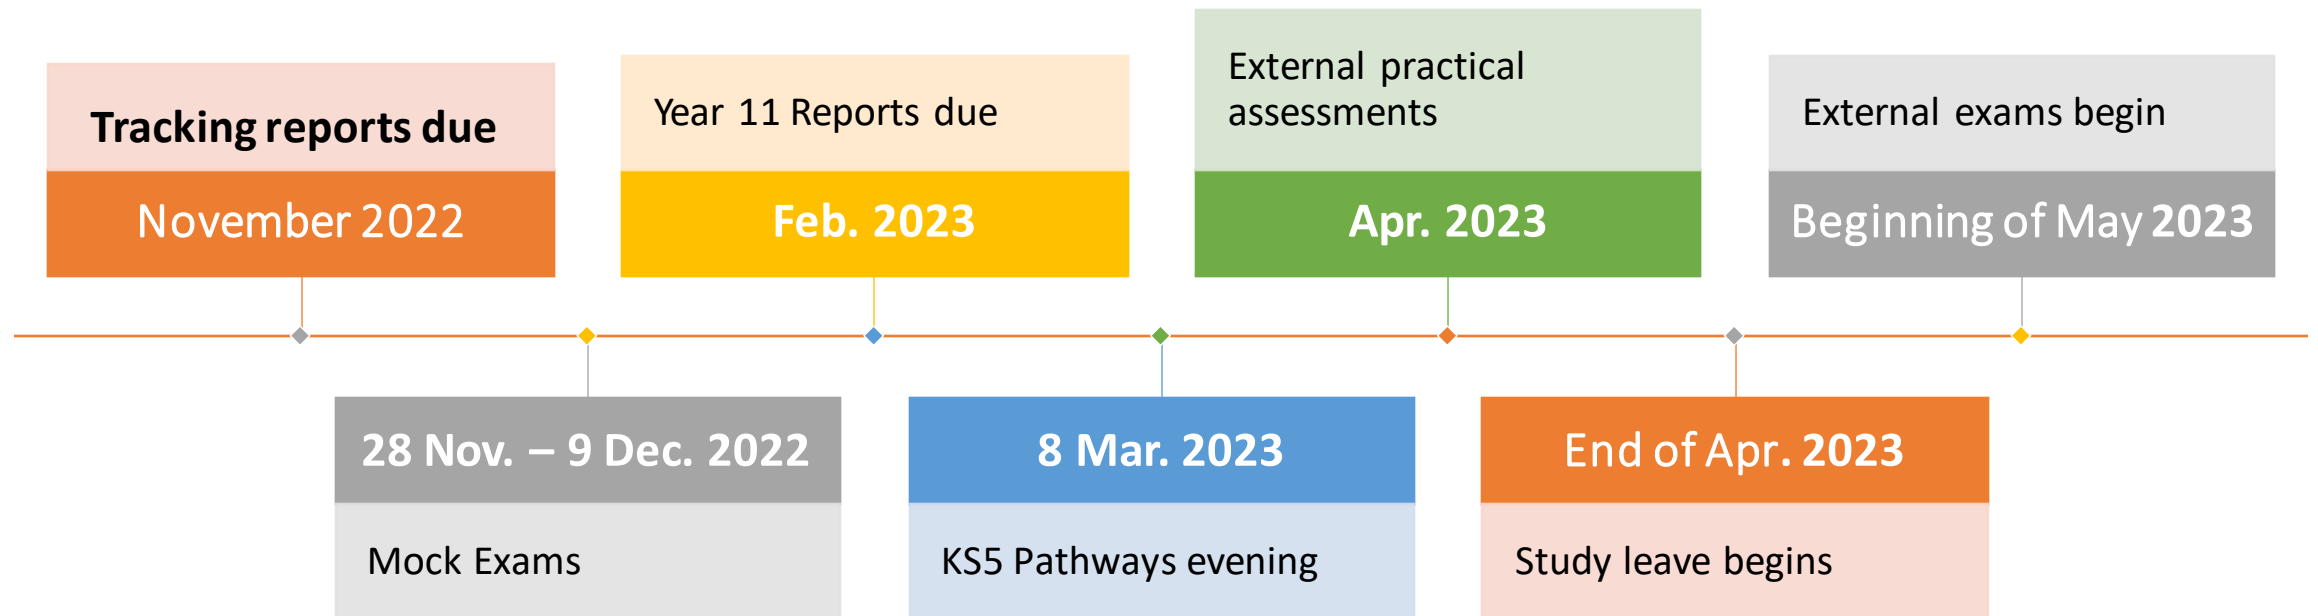 Tracking reports due
November 2022
28 Nov. – 9 Dec. 2022
Mock Exams
Year 11 Reports due
Feb. 2023
8 Mar. 2023
KS5 Pathways evening
External practical
assessments
Apr. 2023
End of Apr. 2023
Study leave begins
External exams begin
Beginning of May 2023